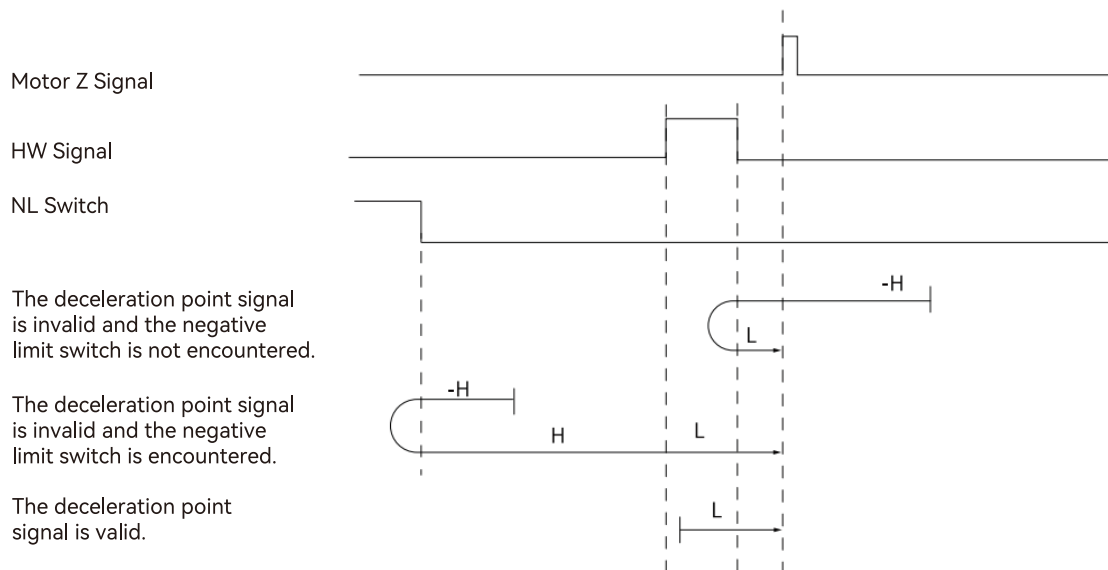 Motor Z Signal
HW Signal
NL Switch
The deceleration point signal
is invalid and the negative
limit switch is not encountered.
-H
L
The deceleration point signal
is invalid and the negative
limit switch is encountered.
-H
H
L
The deceleration point
signal is valid.
L